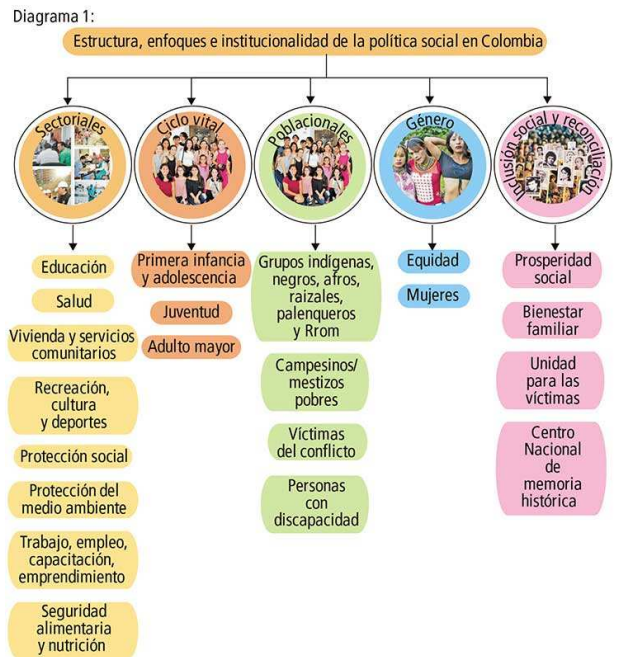 Diagrama 1:
Estructura, enfoques e institucionalidad de la política social en Colombia
Sectoriales
Ciclo vital
Poblacionales
Género
Inclusión social y reconciliación
Educación
Salud
Vivienda y servicios
comunitarios
Recreación,
cultura
y deportes
Protección social
Protección del
medio ambiente
Trabajo, empleo,
capacitación,
emprendimiento
Seguridad
alimentaria
y nutrición
Primera infancia
y adolescencia
Juventud
Adulto mayor
Grupos indígenas,
negros, afros,
raizales,
palenqueros
y Rrom
Campesinos/
mestizos
pobres
Víctimas
del conflicto
Personas
con
discapacidad
Equidad
Mujeres
Prosperidad
social
Bienestar
familiar
Unidad
para las
víctimas
Centro
Nacional
de
memoria
histórica